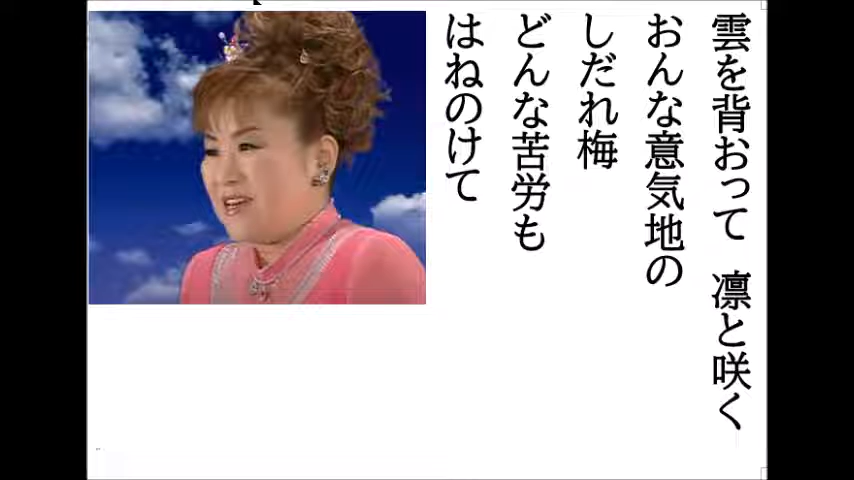 雲を背おって 凛と咲く
おんな意気地の
しだれ梅
どんな苦労も
はねのけて